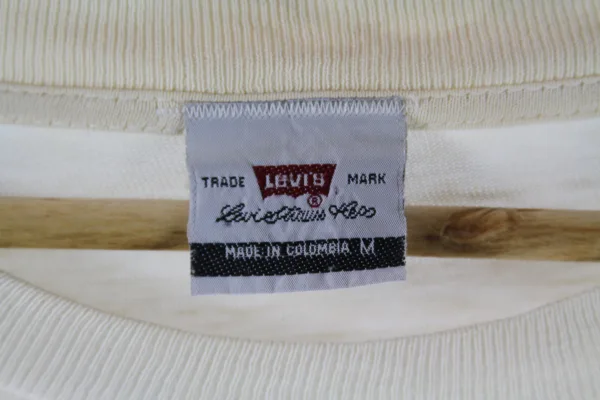 TRADE LEVI'S MARK
®
Levi Strauss & Co
MADE IN COLOMBIA M